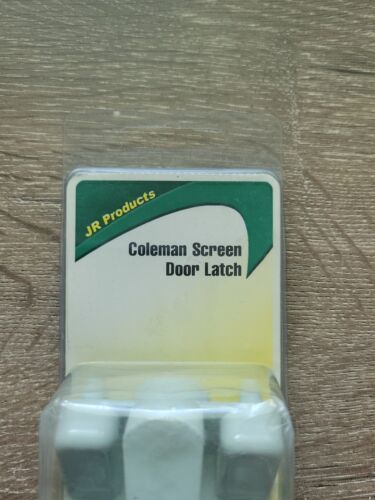 JR Products
Coleman Screen
Door Latch